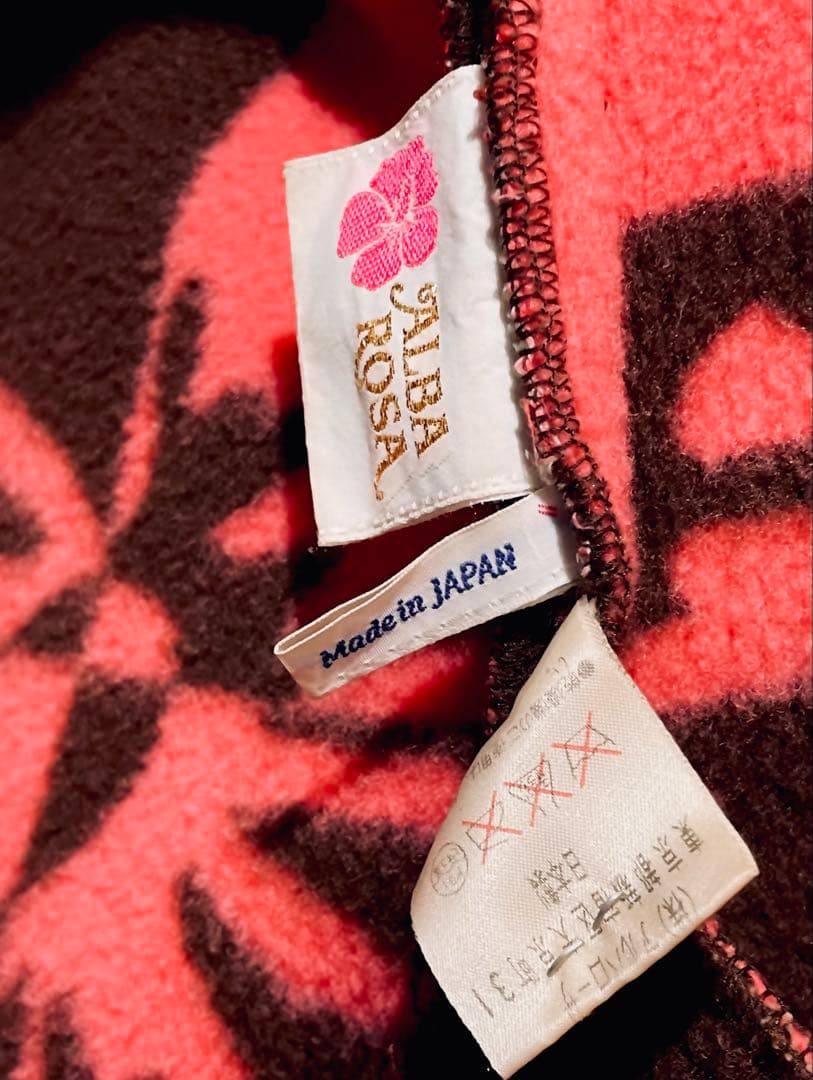 ALBA
ROSA
Made in JAPAN
日本製
東京都新宿区大京町31
(株)アルバローザ